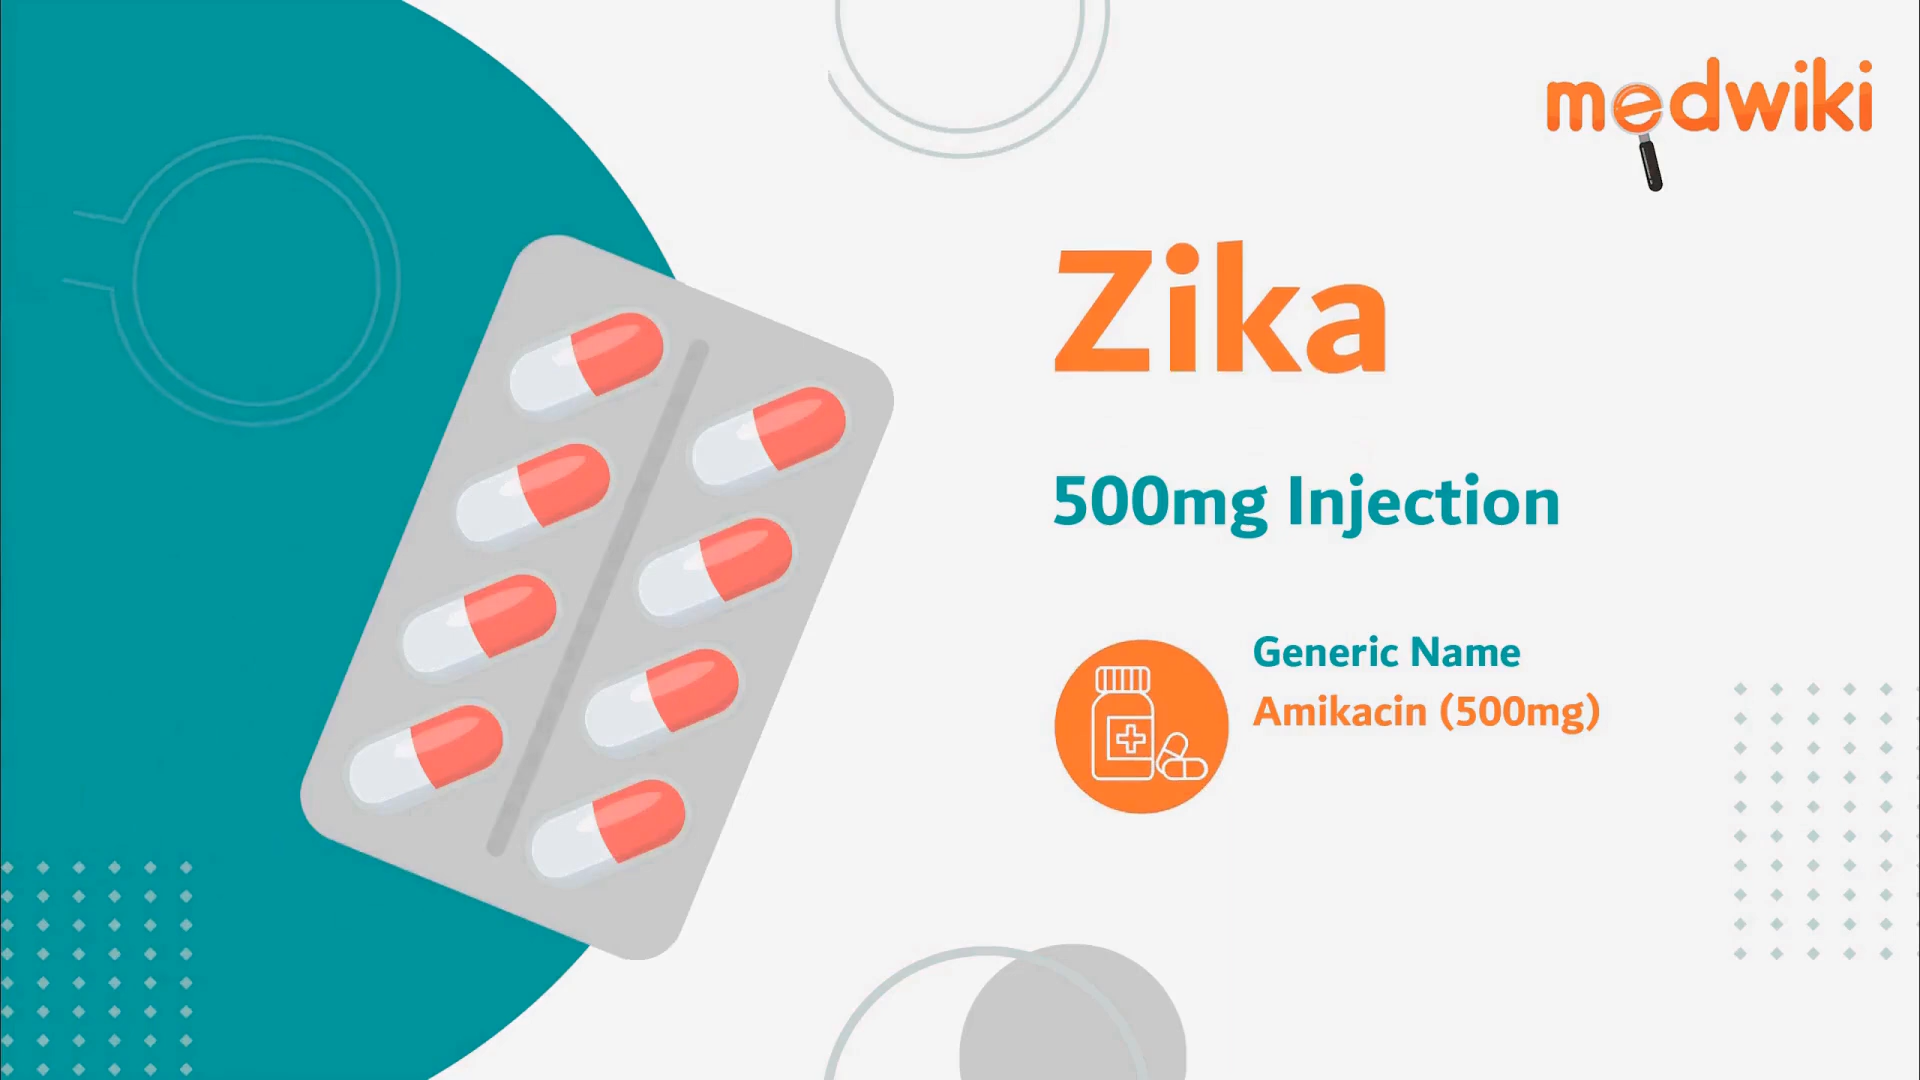 medwiki
Zika
500mg Injection
Generic Name
Amikacin (500mg)